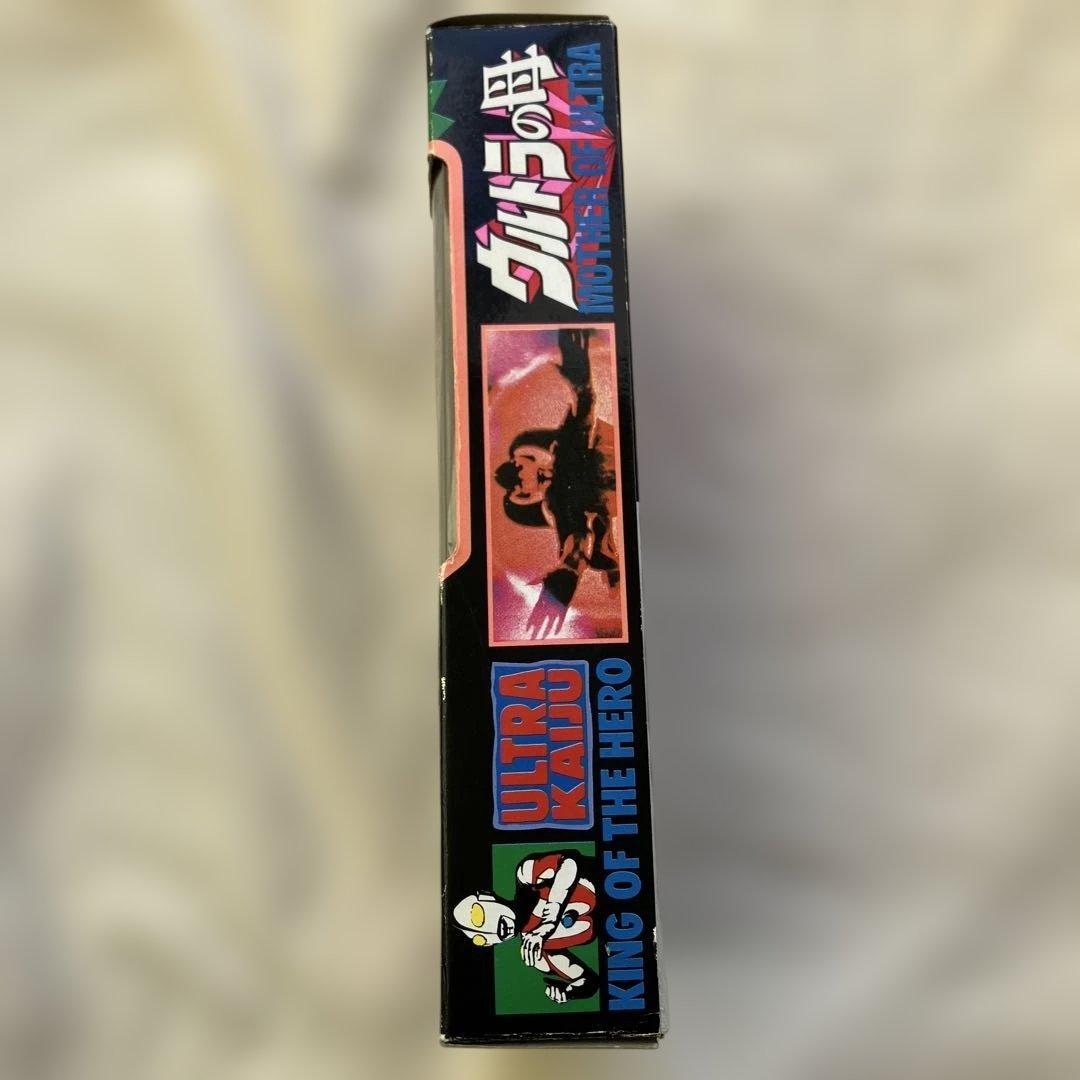 ウルトラの母
MOTHER OF ULTRA
ULTRA
KAIJU
KING OF THE HERO